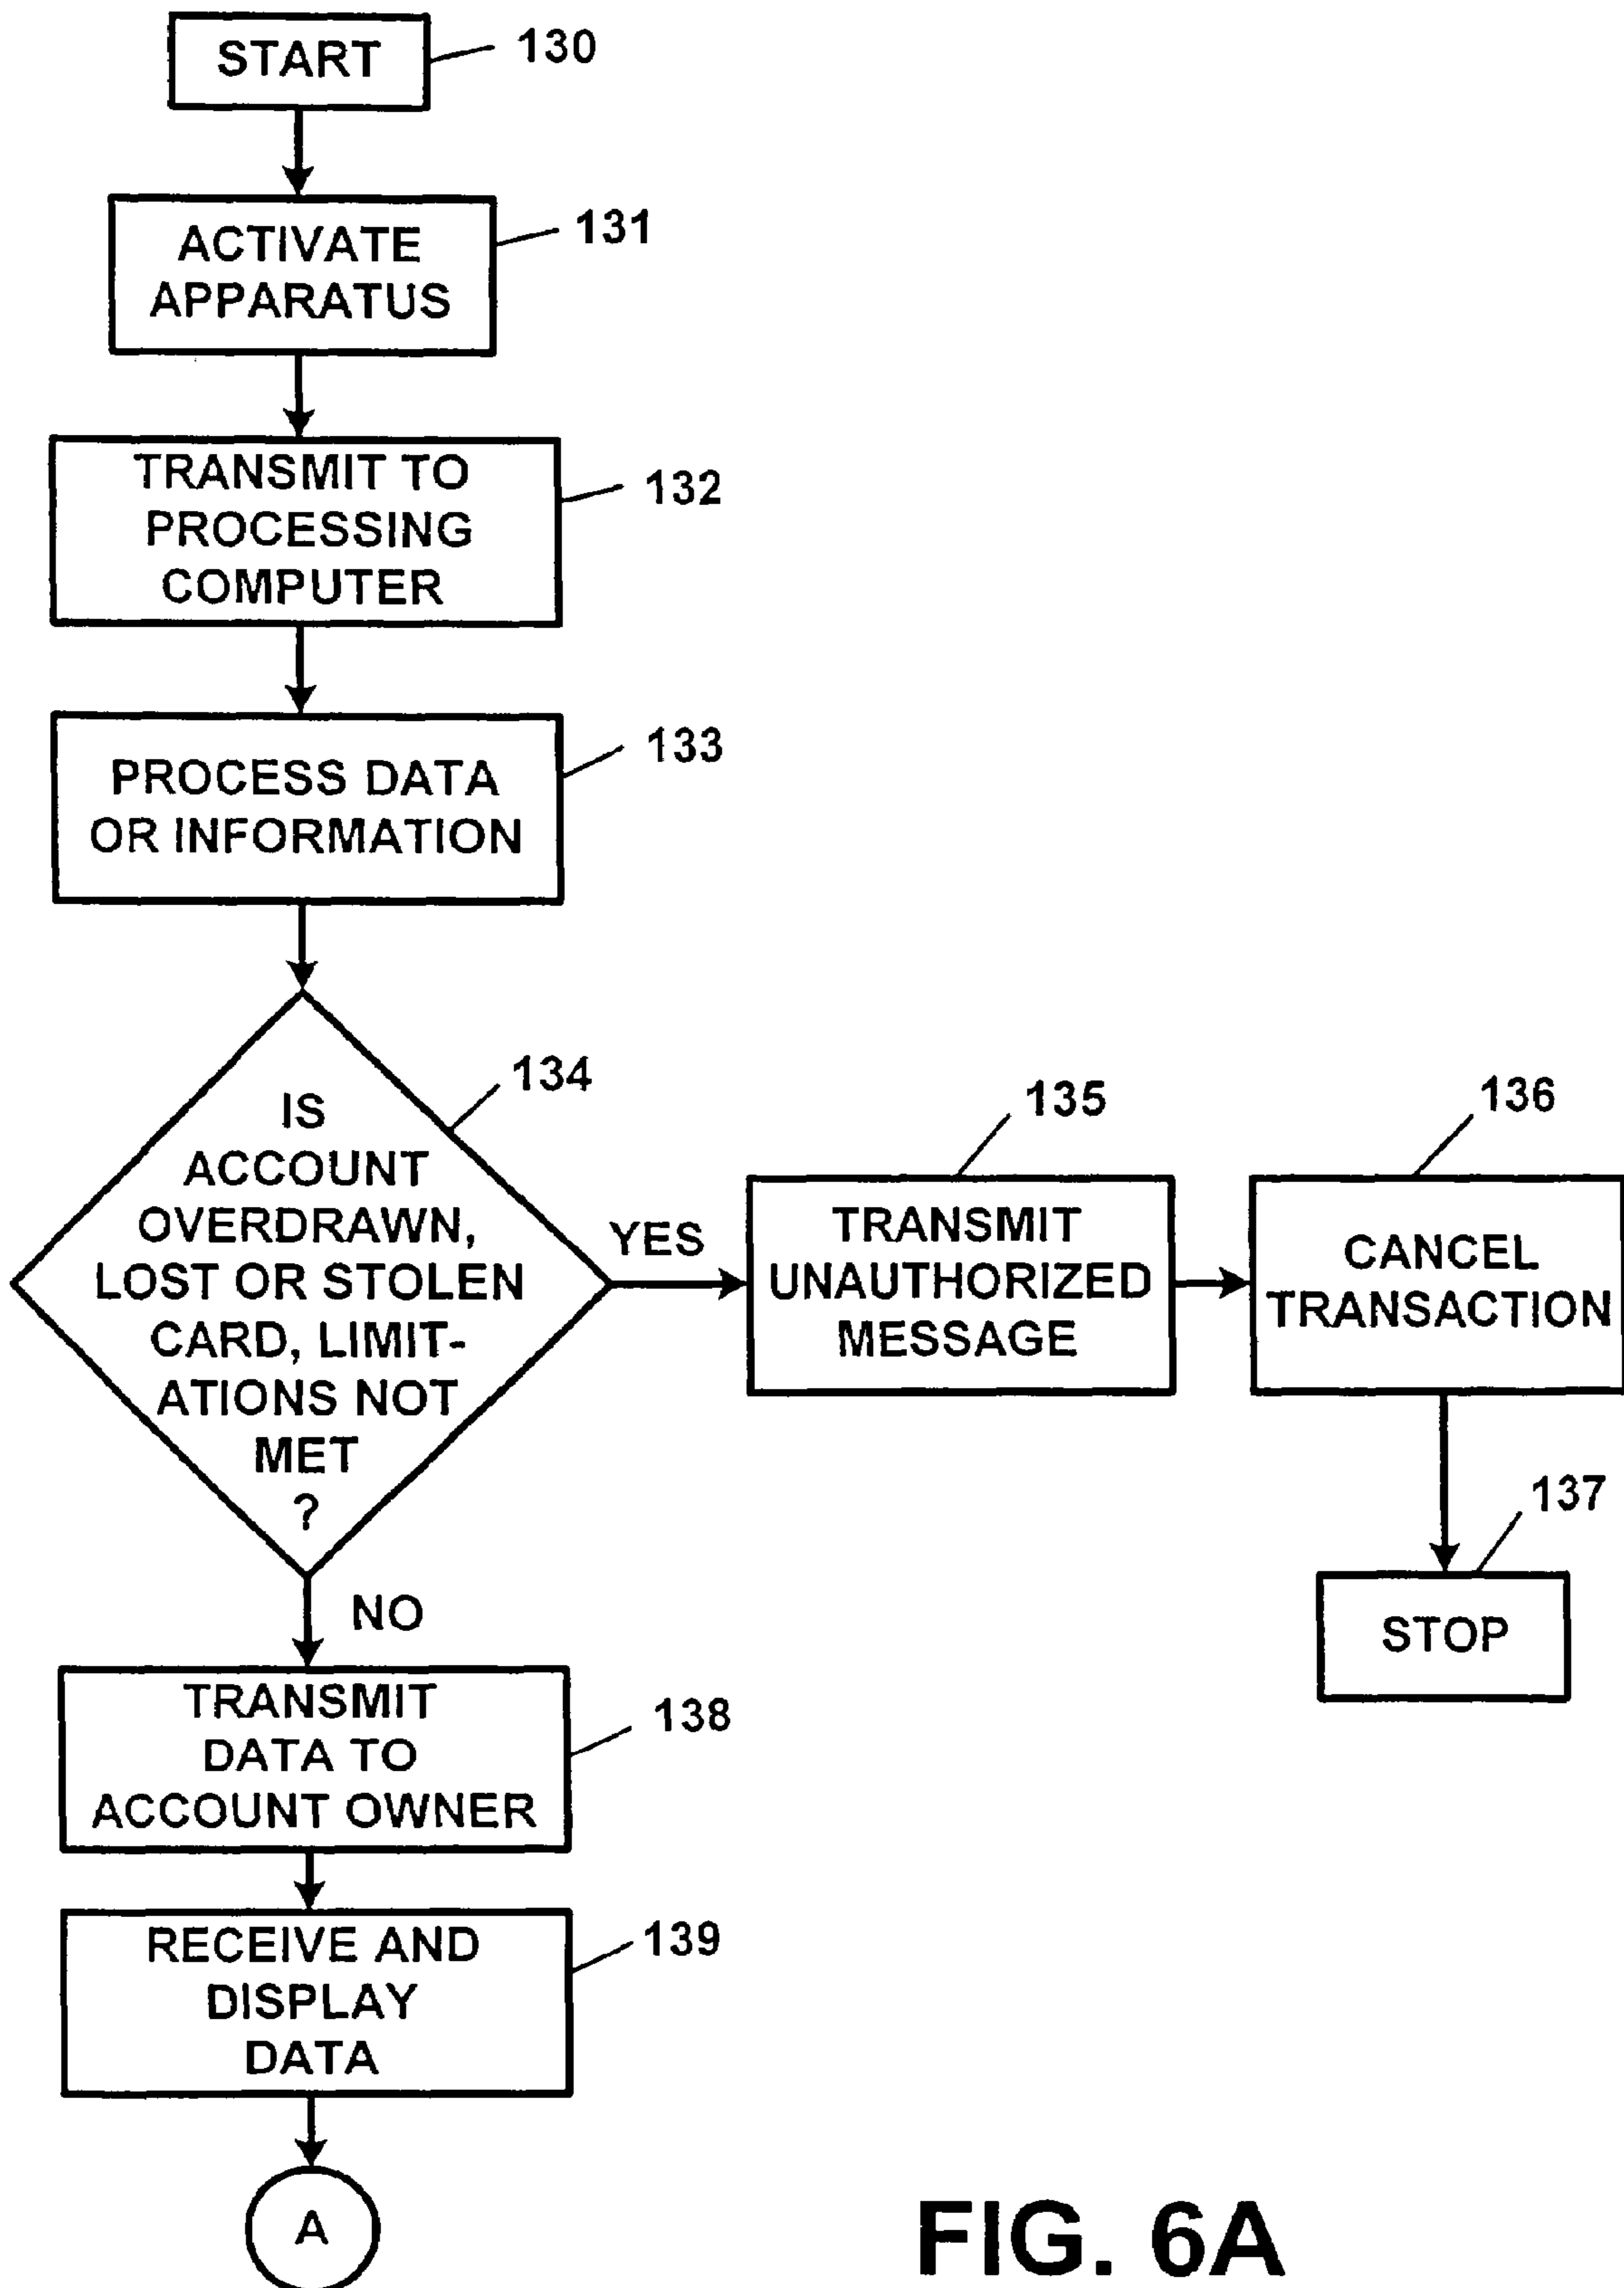 START
130
ACTIVATE
APPARATUS
131
TRANSMIT TO
PROCESSING
COMPUTER
132
PROCESS DATA
OR INFORMATION
133
IS
ACCOUNT
OVERDRAWN,
LOST OR STOLEN
CARD, LIMIT-
ATIONS NOT
MET
?
134
YES
TRANSMIT
UNAUTHORIZED
MESSAGE
135
CANCEL
TRANSACTION
136
STOP
137
NO
TRANSMIT
DATA TO
ACCOUNT OWNER
138
RECEIVE AND
DISPLAY
DATA
139
A
FIG. 6A